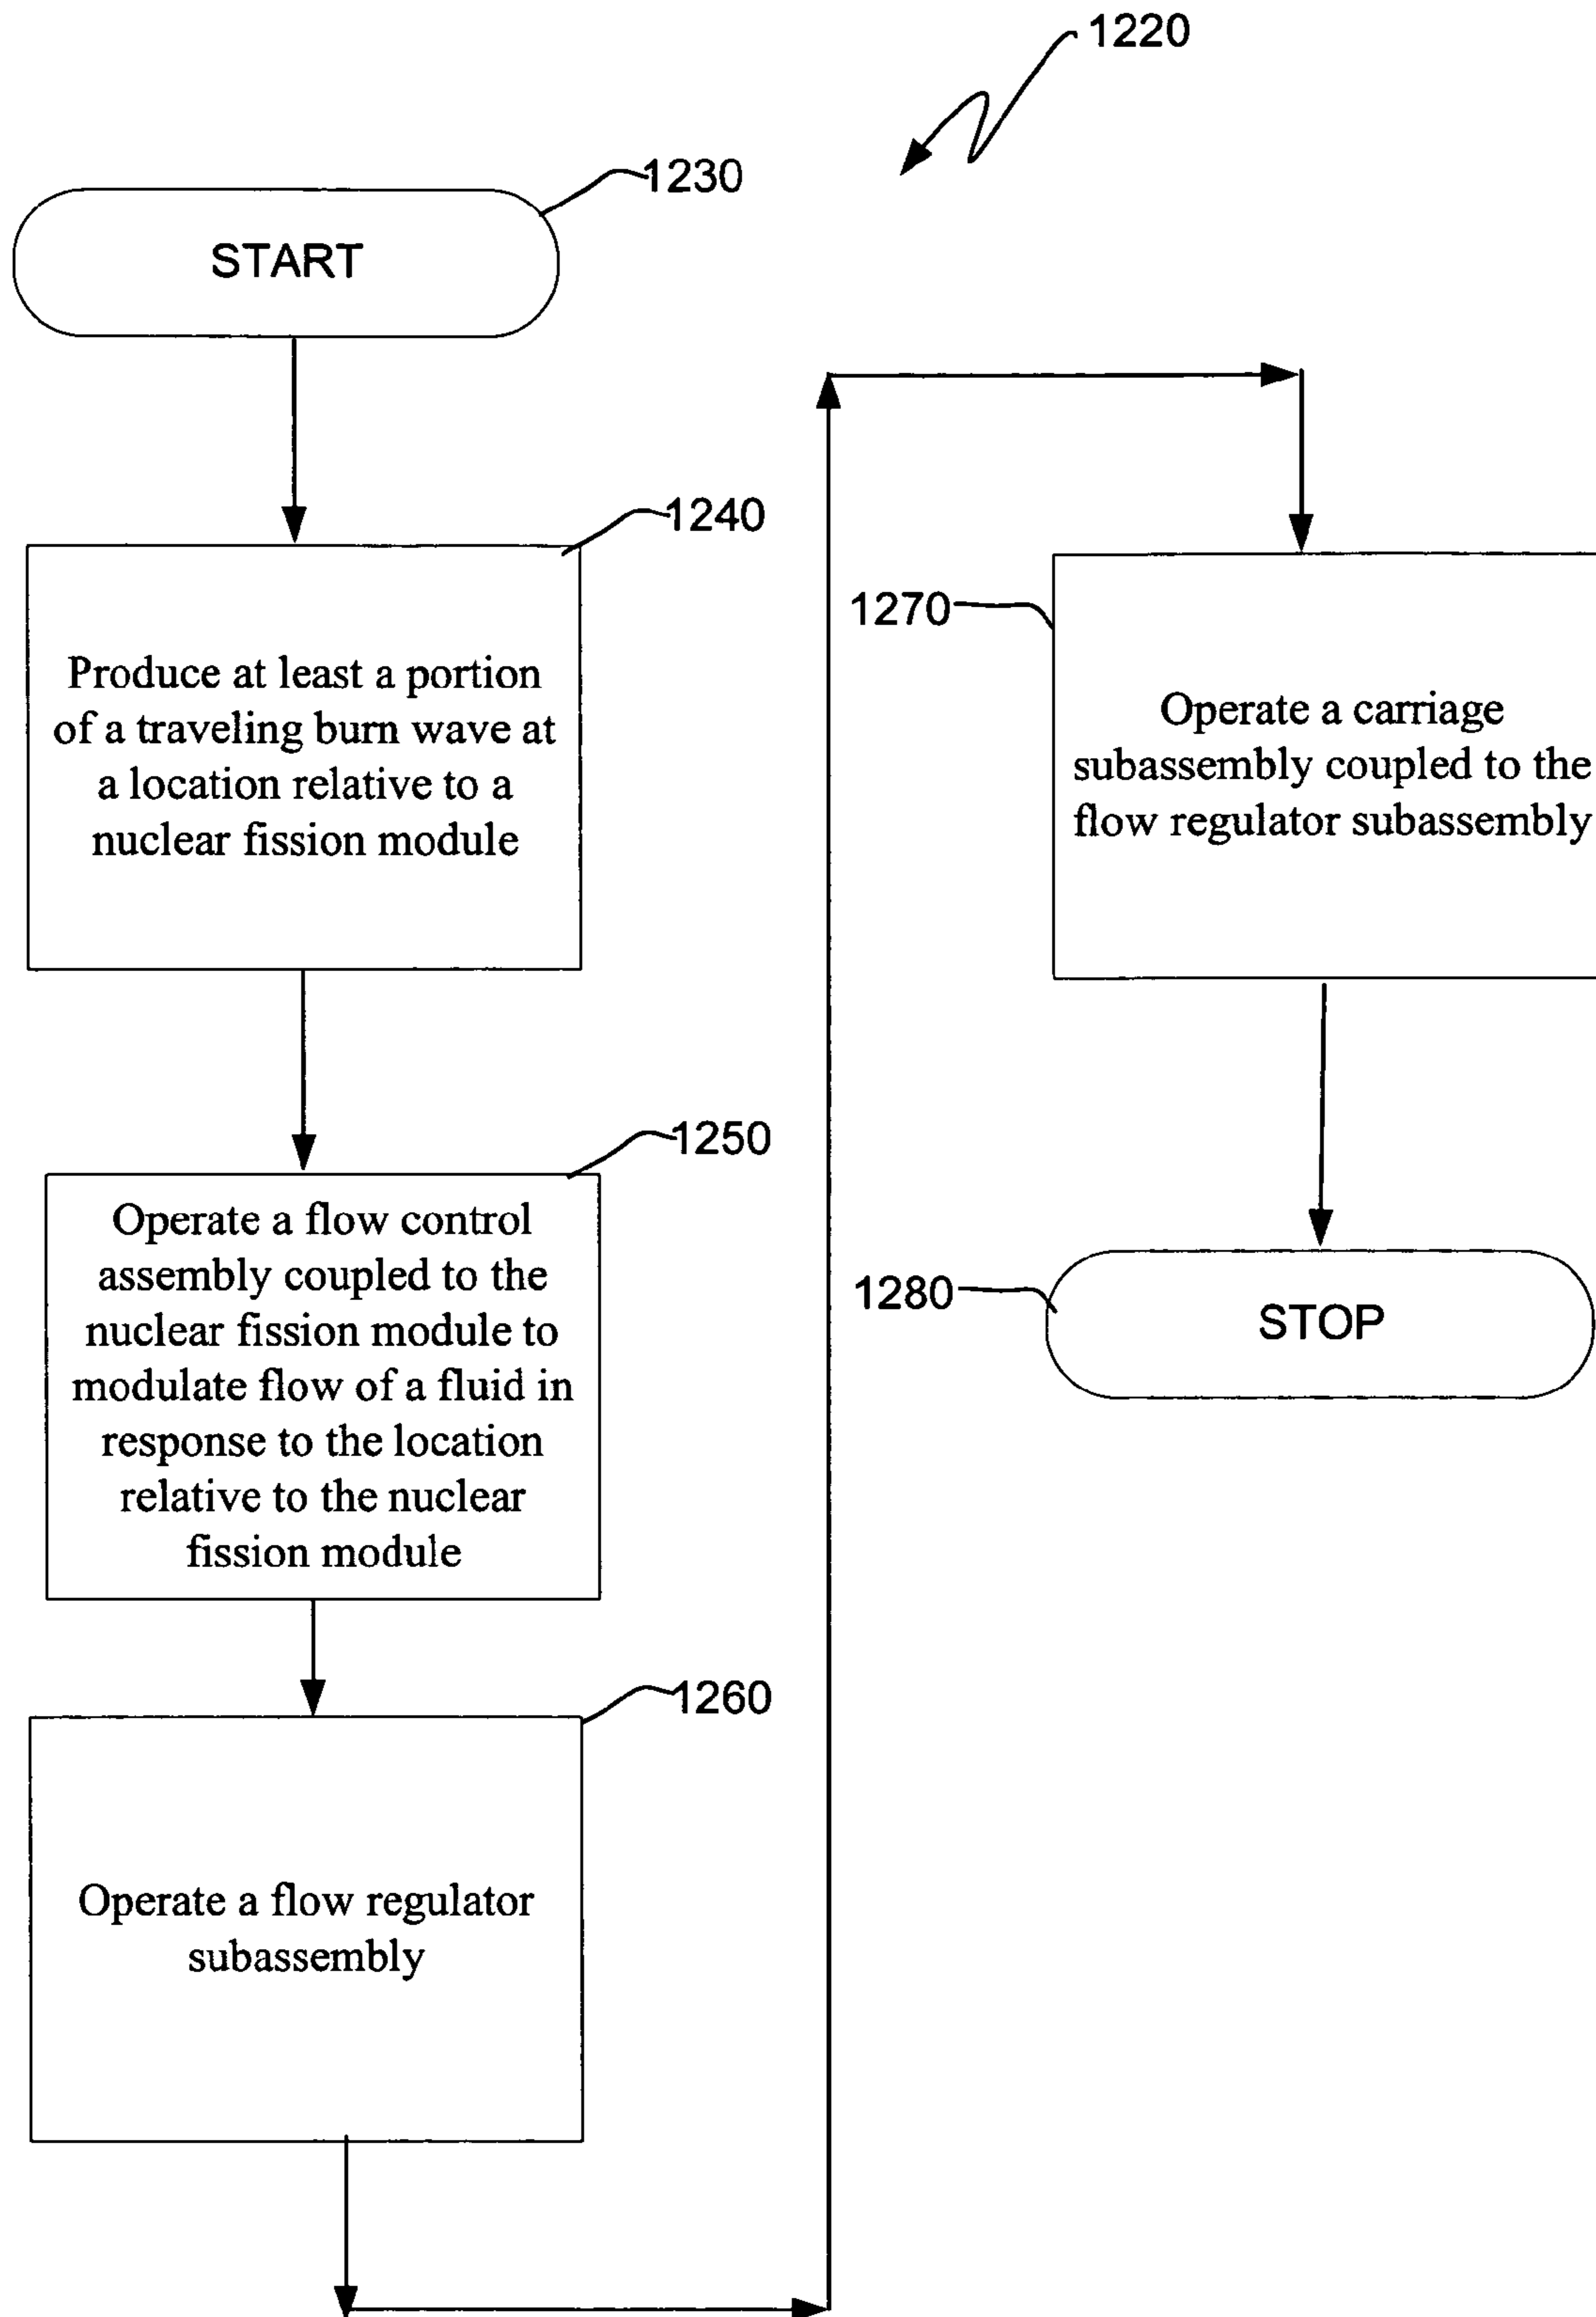 1220
1230
START
1240
Produce at least a portion
of a traveling burn wave at
a location relative to a
nuclear fission module
1250
Operate a flow control
assembly coupled to the
nuclear fission module to
modulate flow of a fluid in
response to the location
relative to the nuclear
fission module
1260
Operate a flow regulator
subassembly
1270
Operate a carriage
subassembly coupled to the
flow regulator subassembly
1280
STOP